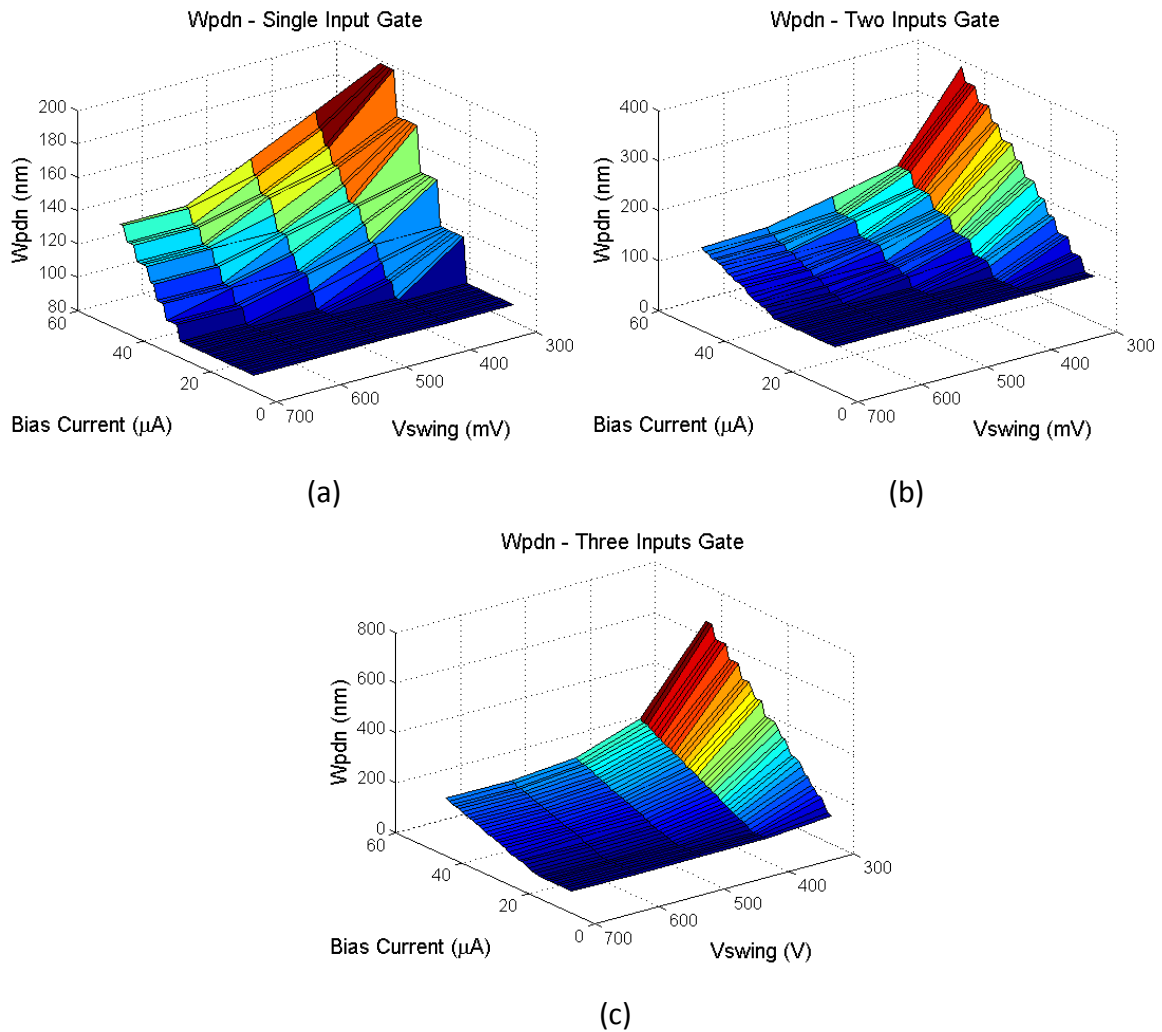 Wpdn - Single Input Gate
200
180
160
140
120
100
80
Wpdn (nm)
60
40
20
0
Bias Current (µA)
700
600
500
400
300
Vswing (mV)
(a)
Wpdn - Two Inputs Gate
400
300
200
100
0
Wpdn (nm)
60
40
20
0
Bias Current (µA)
700
600
500
400
300
Vswing (mV)
(b)
Wpdn - Three Inputs Gate
800
600
400
200
0
Wpdn (nm)
60
40
20
0
Bias Current (µA)
700
600
500
400
300
Vswing (V)
(c)